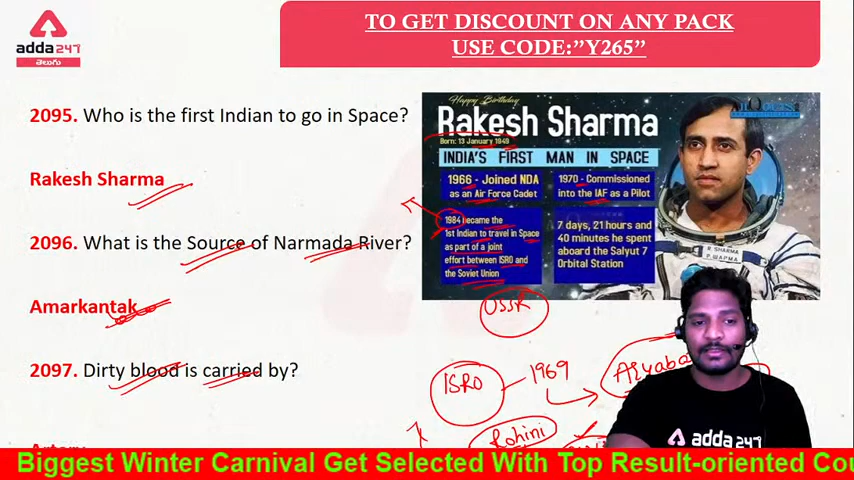 adda247
తెలుగు
TO GET DISCOUNT ON ANY PACK
USE CODE:”Y265”
2095. Who is the first Indian to go in Space?
Rakesh Sharma
2096. What is the Source of Narmada River?
Amarkantak
2097. Dirty blood is carried by?
Artery
Happy Birthday
Rakesh Sharma
Born: 13 January 1949
INDIA'S FIRST MAN IN SPACE
1966 - Joined NDA
as an Air Force Cadet
1970 - Commissioned
into the IAF as a Pilot
1984 became the
1st Indian to travel in Space
as part of a joint
effort between ISRO and
the Soviet Union
7 days, 21 hours and
40 minutes he spent
aboard the Salyut 7
Orbital Station
R. SHARMA
Р. ШАРМА
USSR
ISRO
1969
Aryaba
Rohini
adda247
Biggest Winter Carnival Get Selected With Top Result-oriented Cou